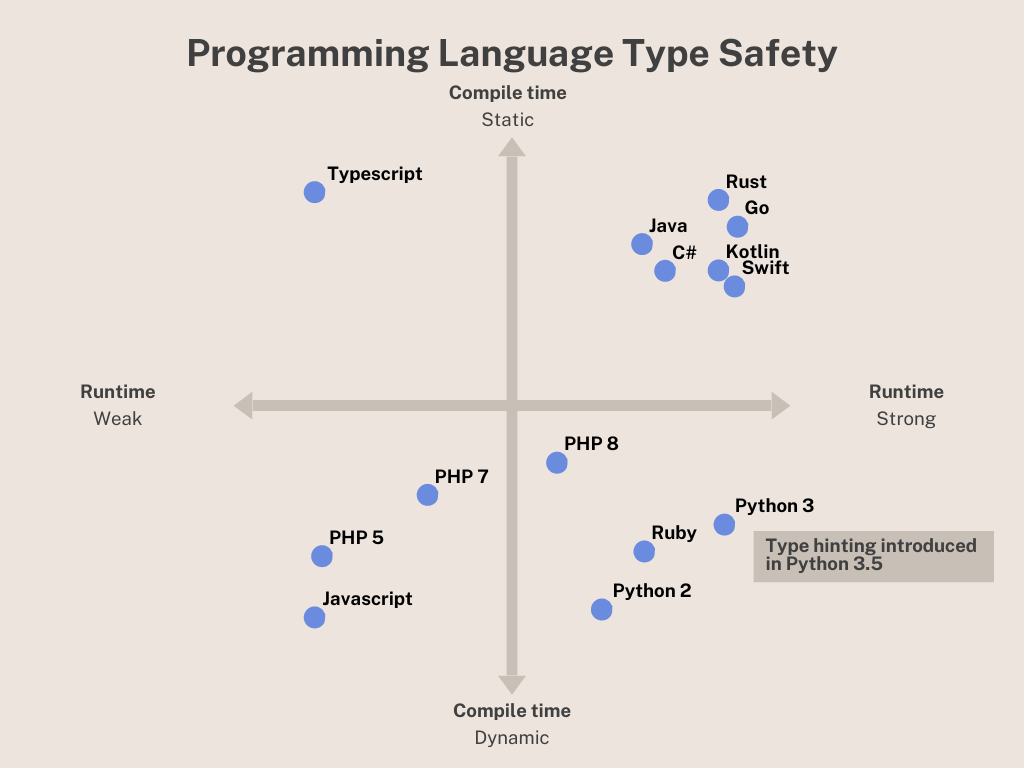 Programming Language Type Safety
Compile time
Static
Typescript
Rust
Go
Java
C#
Kotlin
Swift
Runtime
Weak
Runtime
Strong
PHP 8
PHP 7
Python 3
Type hinting introduced
in Python 3.5
Ruby
PHP 5
Python 2
Javascript
Compile time
Dynamic